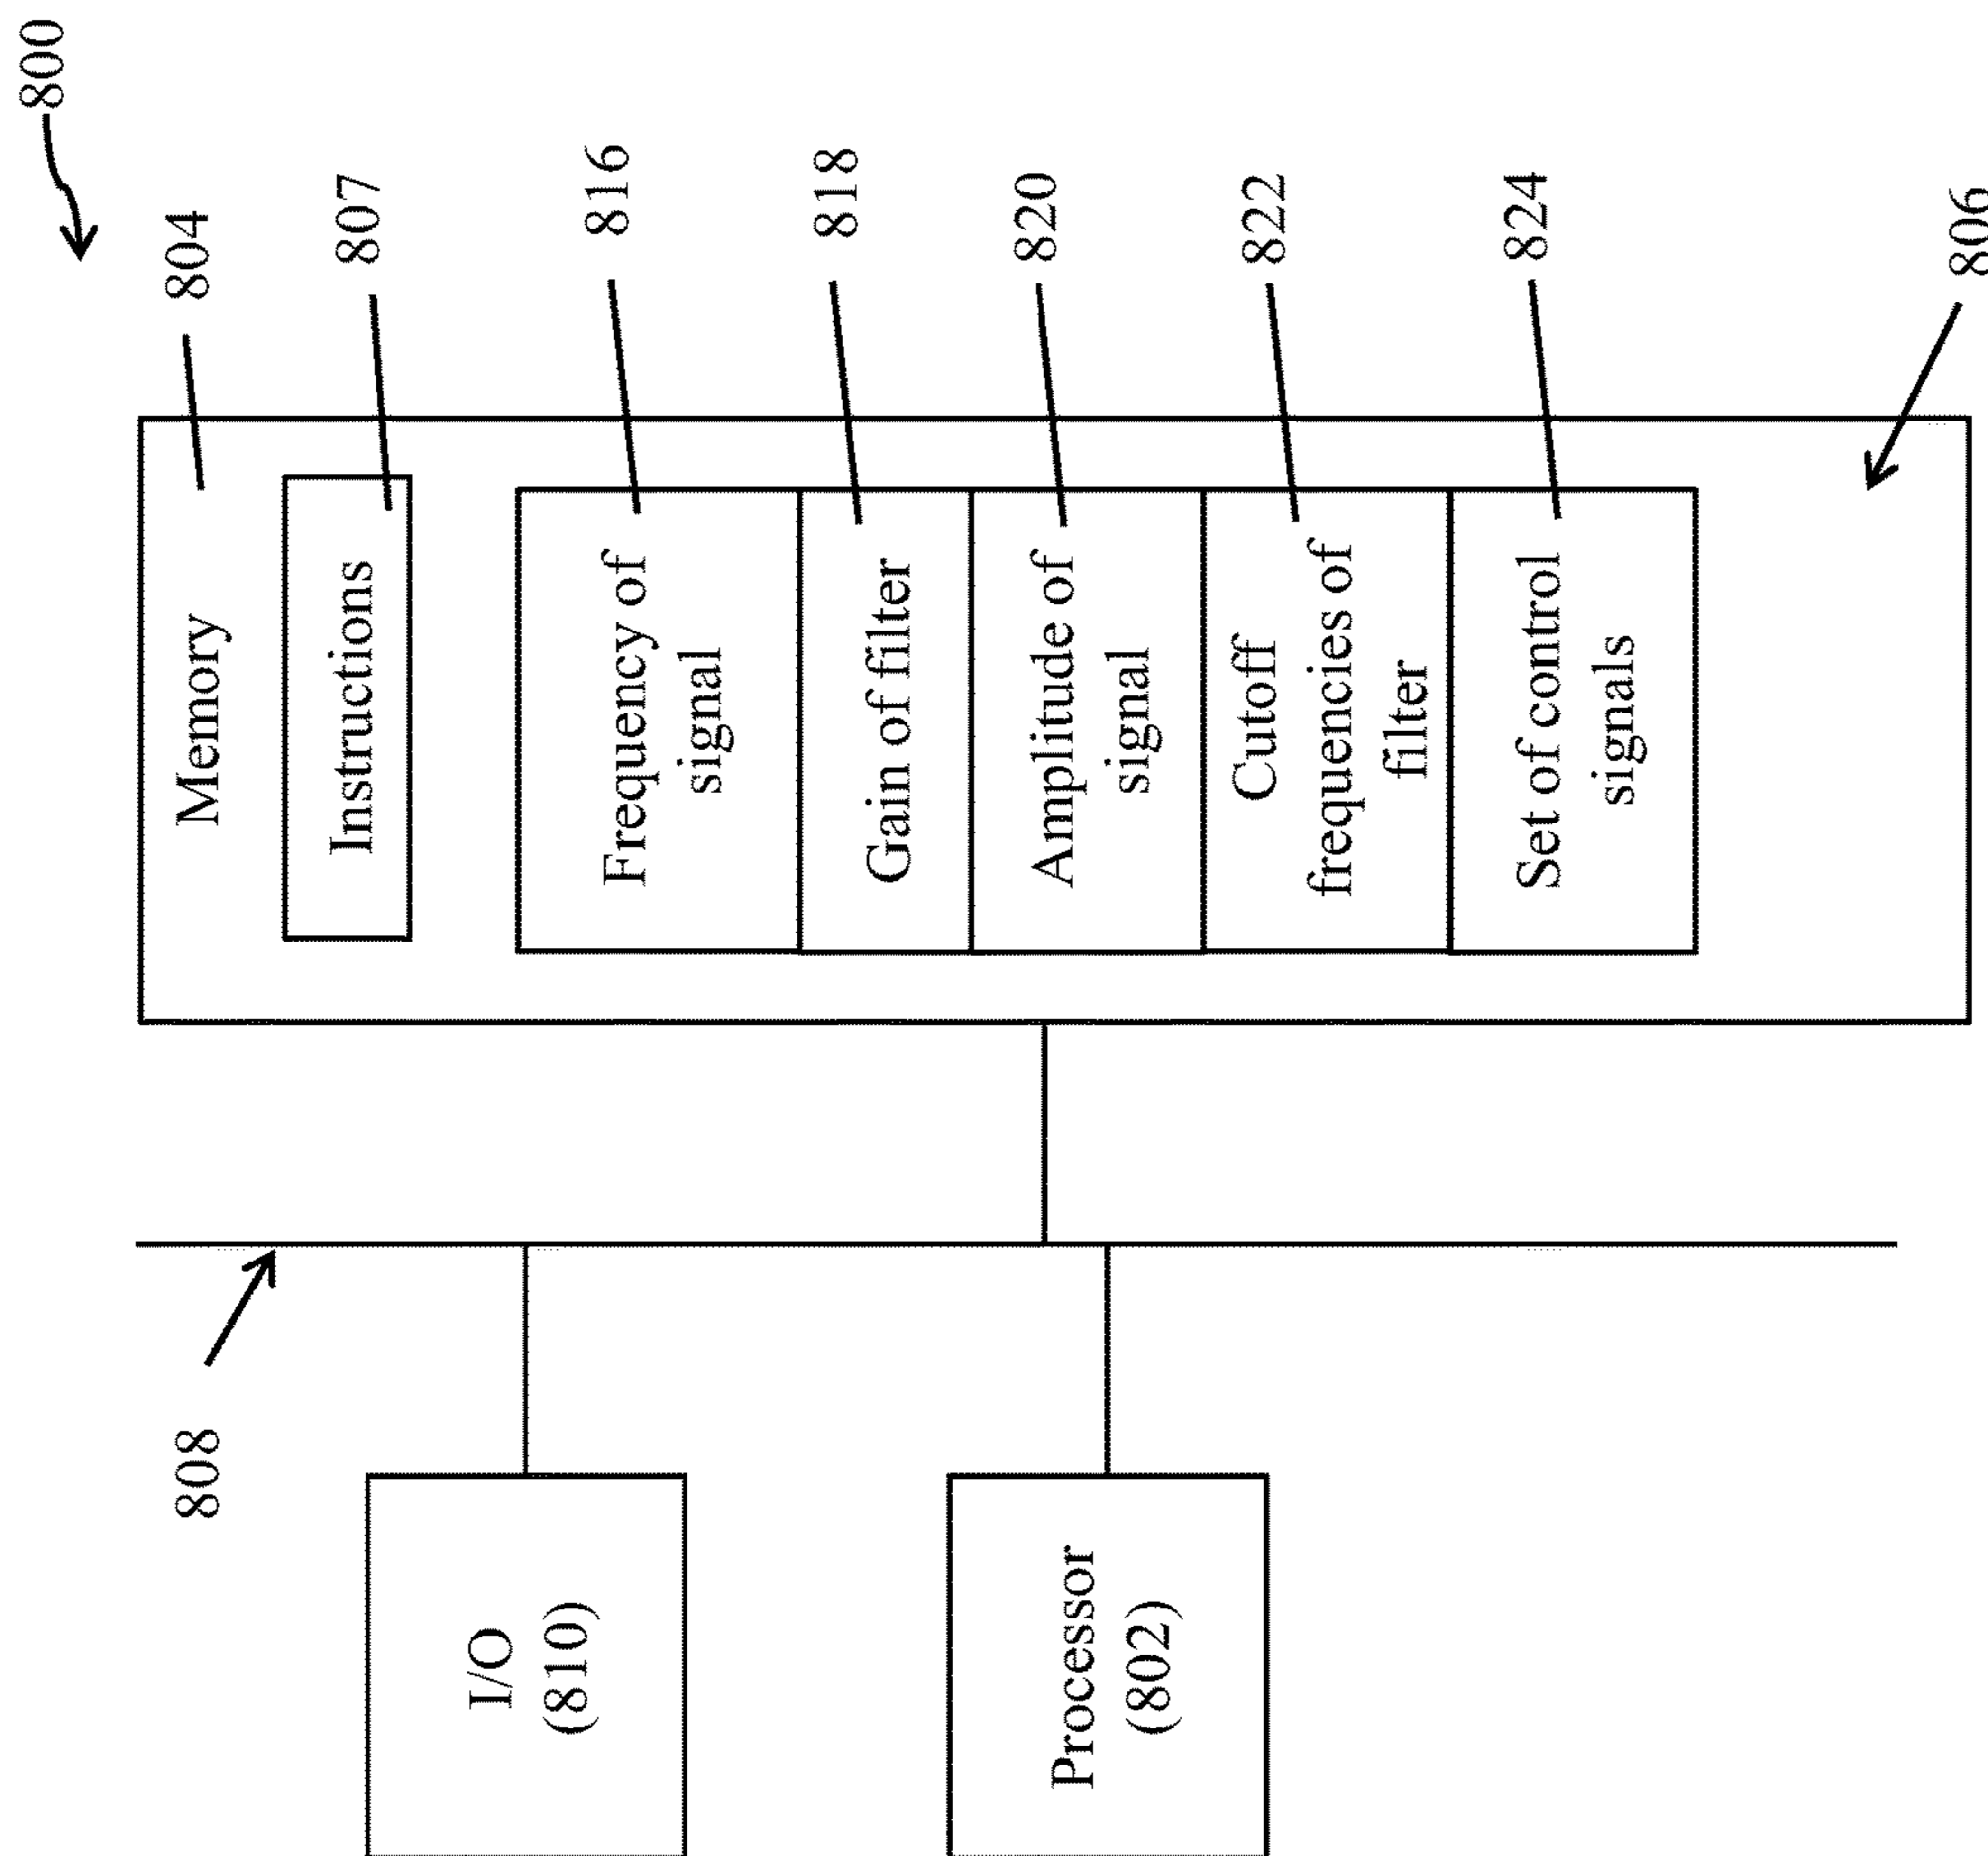 800
804
Memory
807
Instructions
816
Frequency of
signal
818
Gain of filter
820
Amplitude of
signal
822
Cutoff
frequencies of
filter
824
Set of control
signals
806
808
I/O
(810)
Processor
(802)